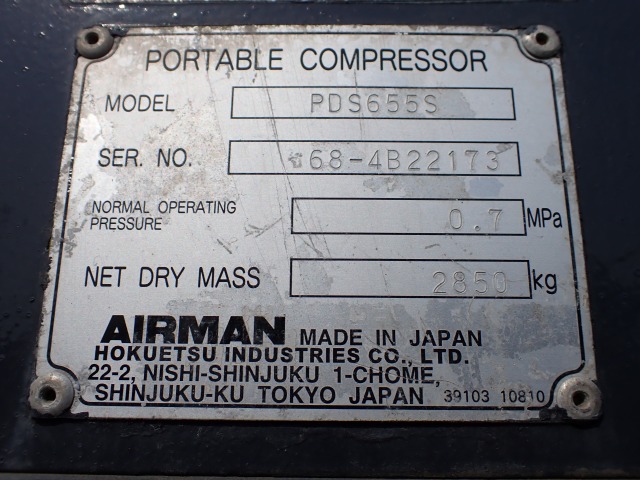 PORTABLE COMPRESSOR
MODEL PDS655S
SER. NO. 68-4B22173
NORMAL OPERATING
PRESSURE 0.7 MPa
NET DRY MASS 2850 kg
AIRMAN MADE IN JAPAN
HOKUETSU INDUSTRIES CO., LTD.
22-2, NISHI-SHINJUKU 1-CHOME,
SHINJUKU-KU TOKYO JAPAN 39103 10810